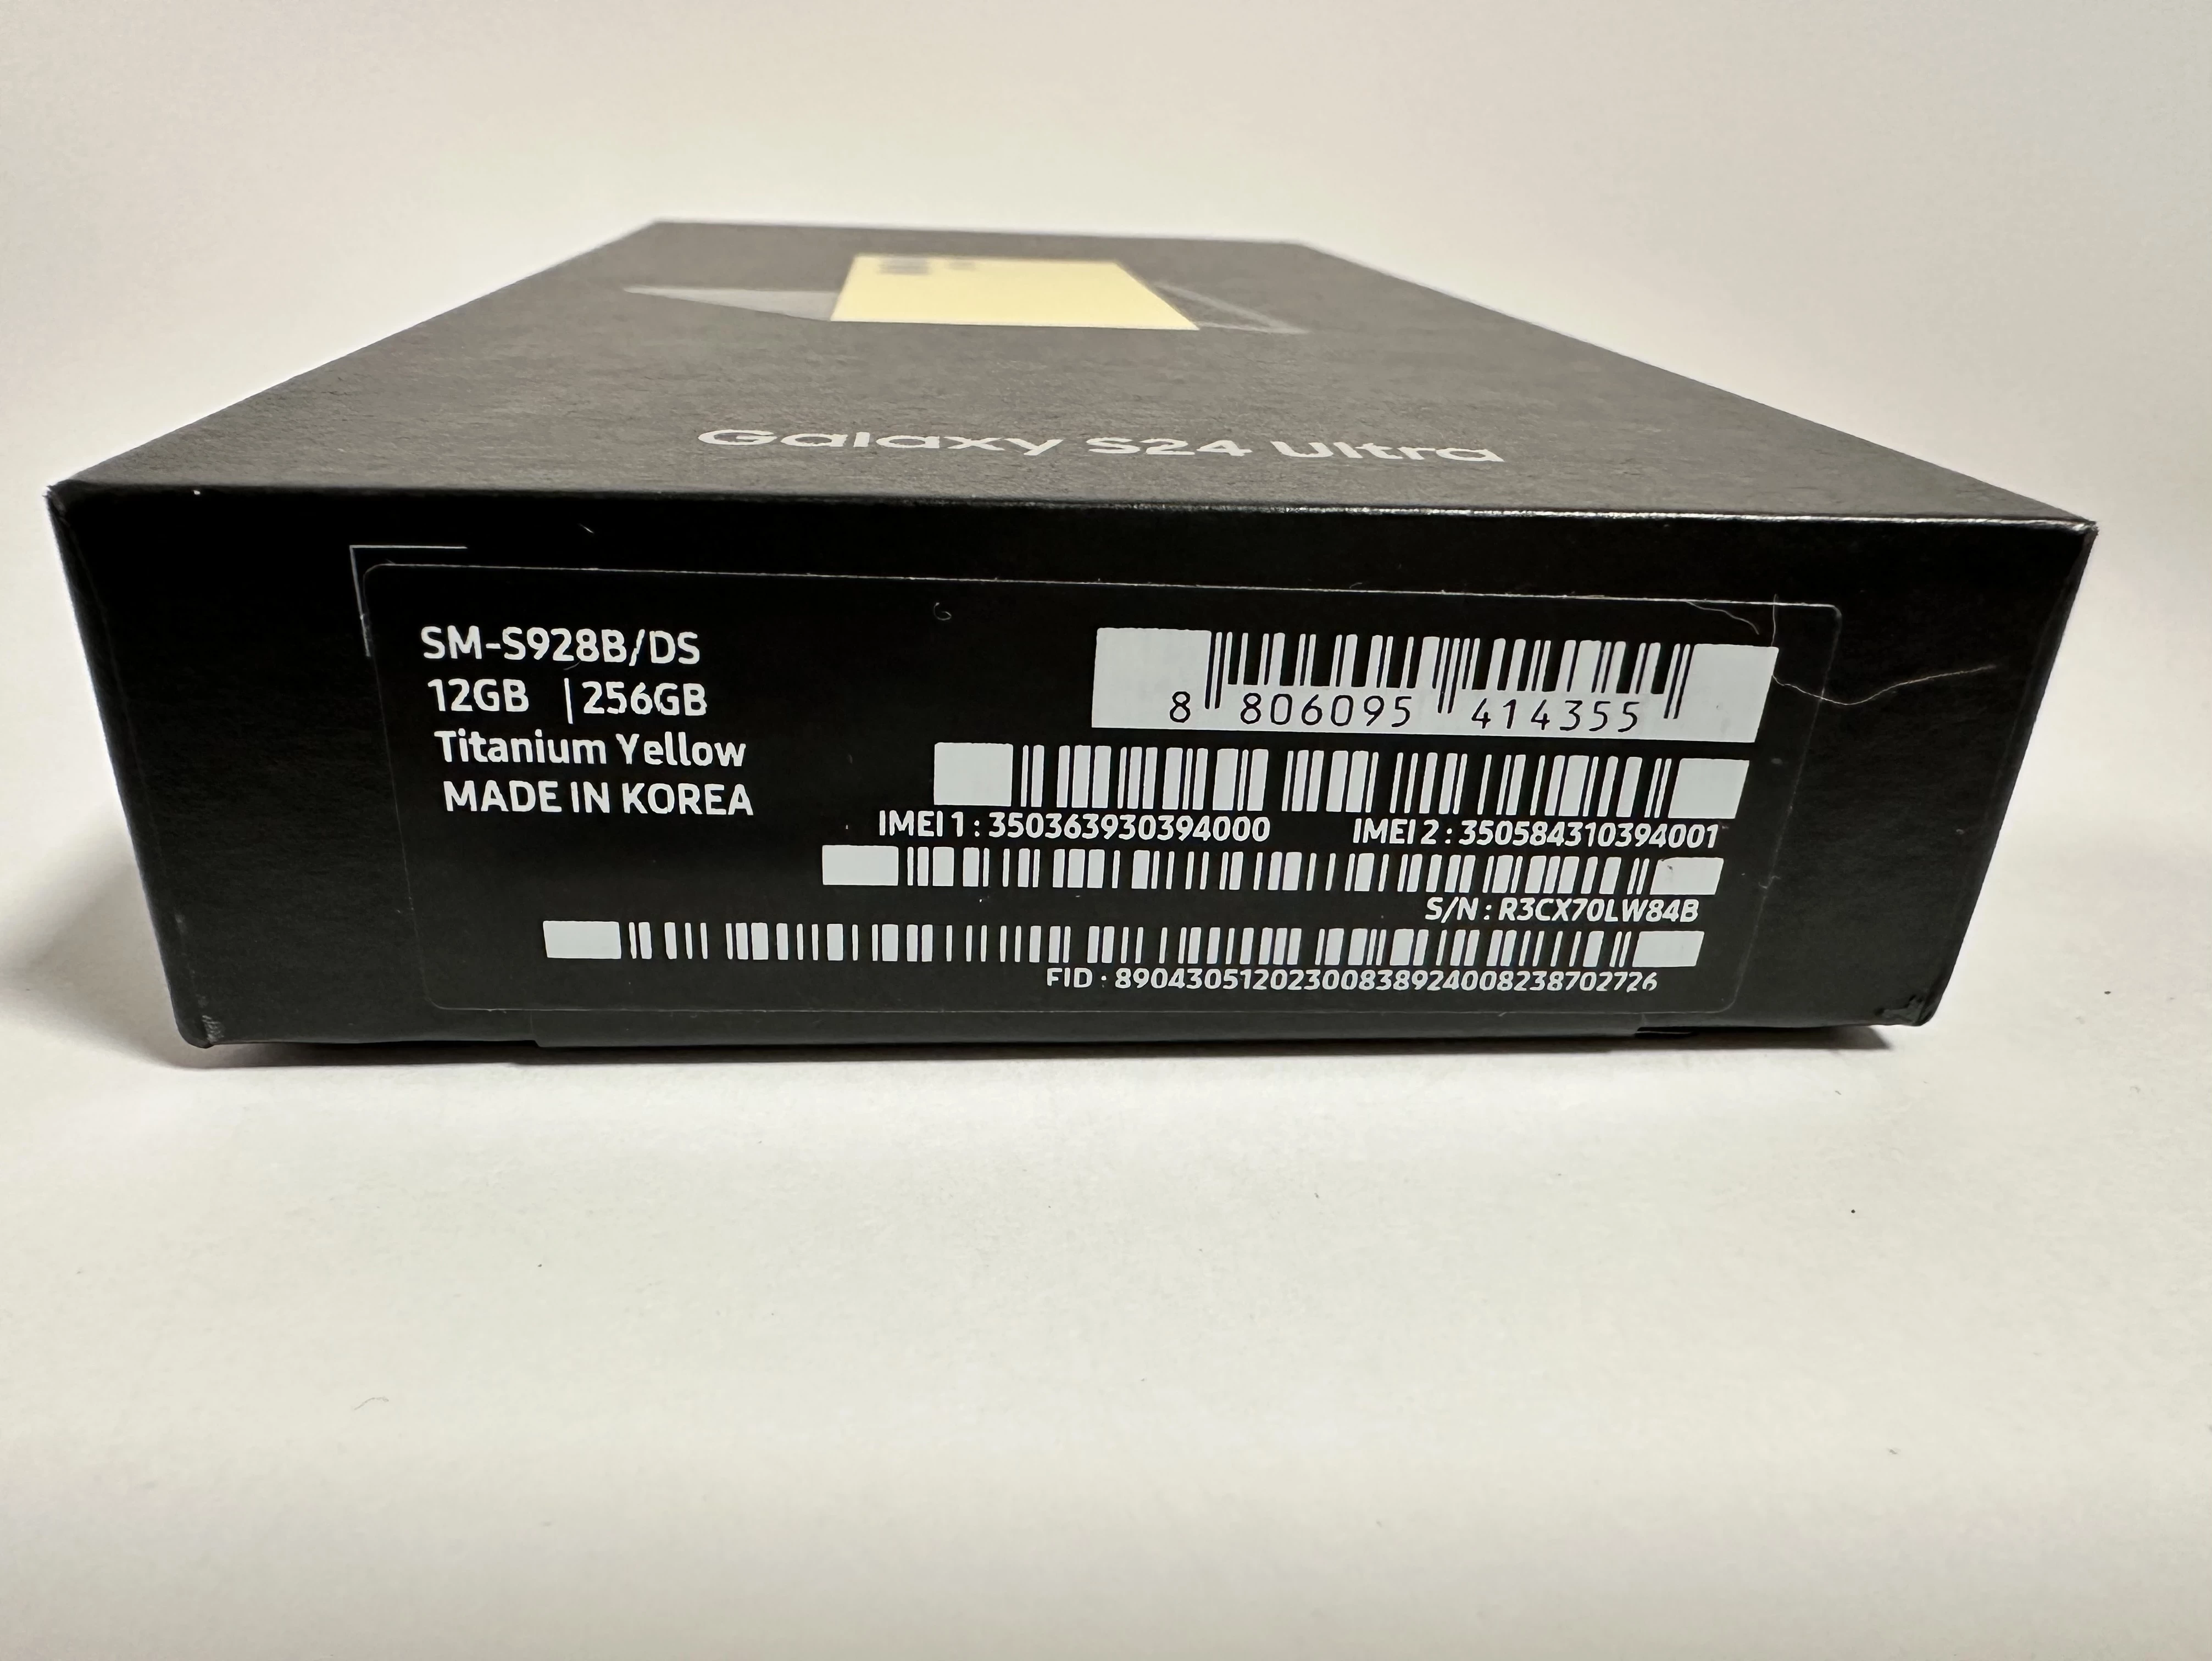 Galaxy S24 Ultra
SM-S928B/DS
12GB | 256GB
Titanium Yellow
MADE IN KOREA
8 806095 414355
IMEI 1 : 350363930394000 IMEI 2 : 350584310394001
S/N : R3CX70LW84B
FID : 89043051202300838924008238702726